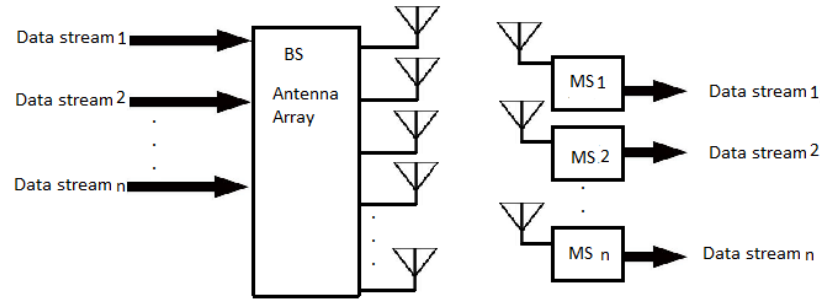 Data stream 1
Data stream 2
Data stream n
BS
Antenna
Array
MS 1
MS 2
MS n
Data stream 1
Data stream 2
Data stream n